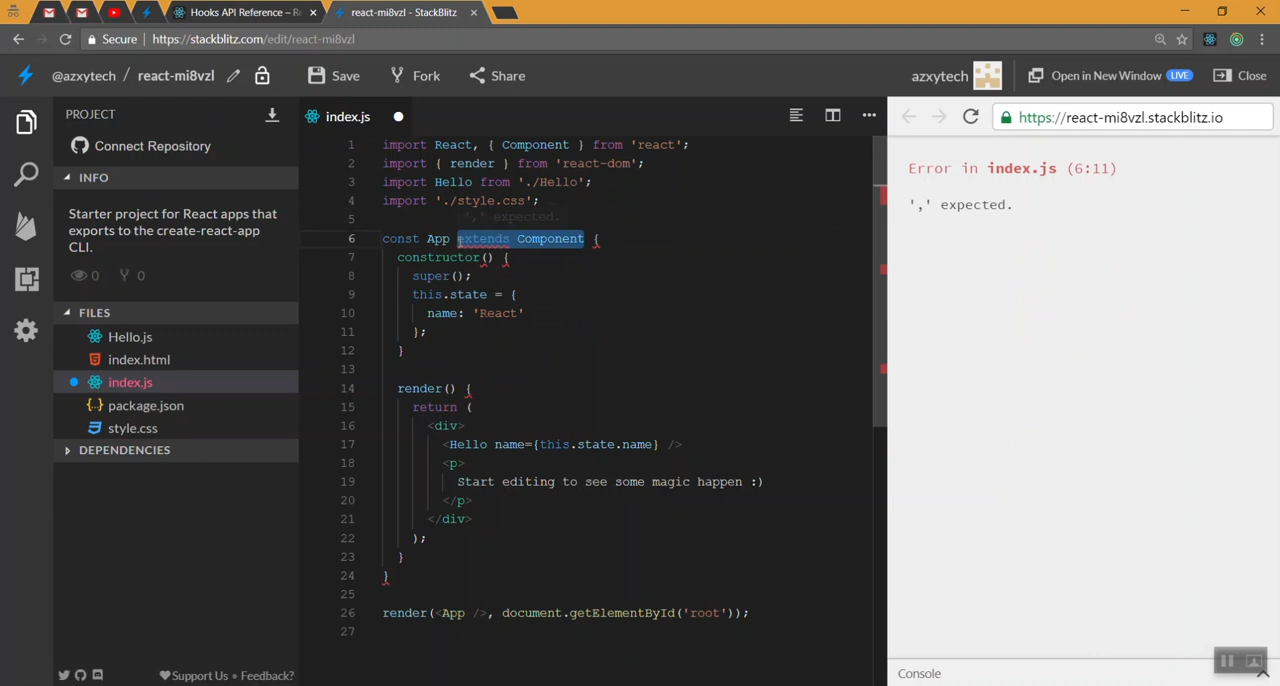 Hooks API Reference – Re
react-mi8vzl - StackBlitz
Secure
https://stackblitz.com/edit/react-mi8vzl
@azxytech / react-mi8vzl
Save
Fork
Share
azxytech
Open in New Window LIVE
Close
PROJECT
Connect Repository
INFO
Starter project for React apps that
exports to the create-react-app
CLI.
0
0
FILES
Hello.js
index.html
index.js
package.json
style.css
DEPENDENCIES
Support Us • Feedback?
index.js
1 import React, { Component } from 'react';
2 import { render } from 'react-dom';
3 import Hello from './Hello';
4 import './style.css';
',' expected.
5
6 const App extends Component {
7 constructor() {
8 super();
9 this.state = {
10 name: 'React'
11 };
12 }
13
14 render() {
15 return (
16 <div>
17 <Hello name={this.state.name} />
18 <p>
19 Start editing to see some magic happen :)
20 </p>
21 </div>
22 );
23 }
24 }
25
26 render(<App />, document.getElementById('root'));
27
https://react-mi8vzl.stackblitz.io
Error in index.js (6:11)
',' expected.
Console